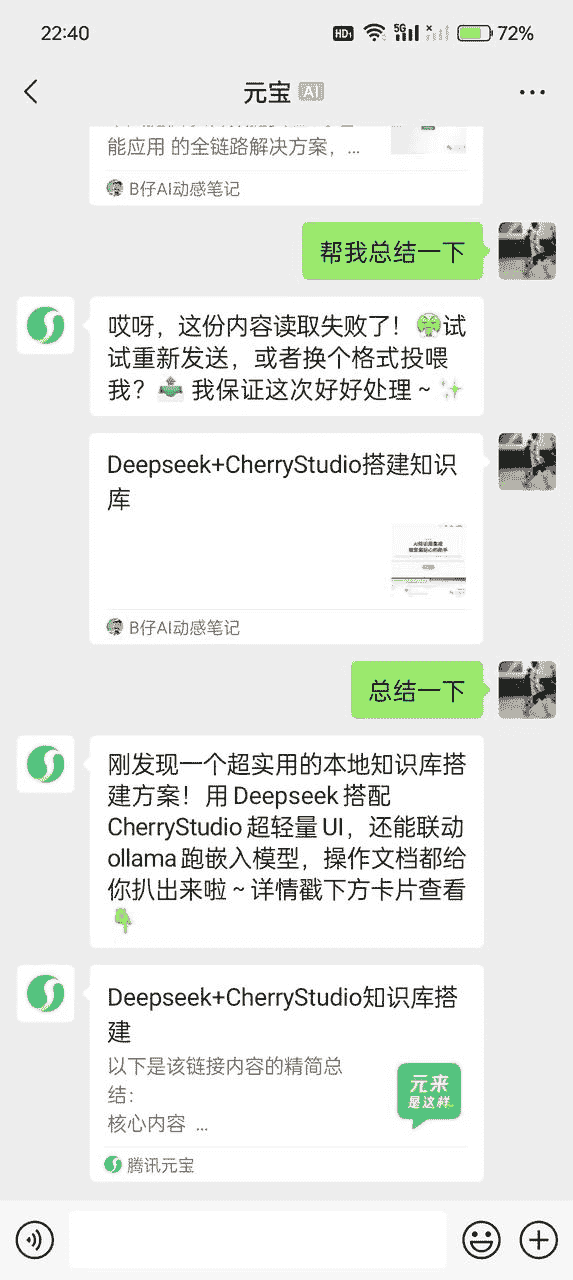 22:40
HD1
5G
72%
元宝 AI
能应用 的全链路解决方案，...
B仔AI动感笔记
帮我总结一下
哎呀，这份内容读取失败了！试
试重新发送，或者换个格式投喂
我？ 我保证这次好好处理~
Deepseek+CherryStudio搭建知识
库
B仔AI动感笔记
总结一下
刚发现一个超实用的本地知识库搭
建方案！用 Deepseek 搭配
CherryStudio 超轻量 UI，还能联动
ollama 跑嵌入模型，操作文档都给
你扒出来啦~详情戳下方卡片查看
Deepseek+CherryStudio知识库搭
建
以下是该链接内容的精简总
结：
核心内容 ...
元来
是这样
腾讯元宝